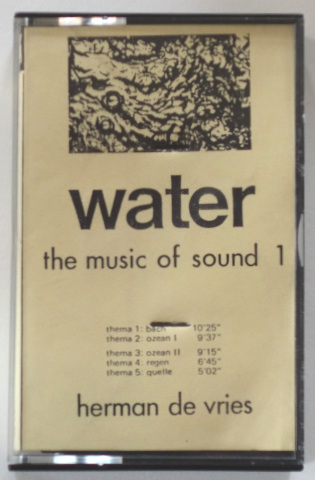 water
the music of sound 1
thema 1: bach 10'25"
thema 2: ozean I 9'37"
thema 3: ozean II 9'15"
thema 4: regen 6'45"
thema 5: quelle 5'02"
herman de vries